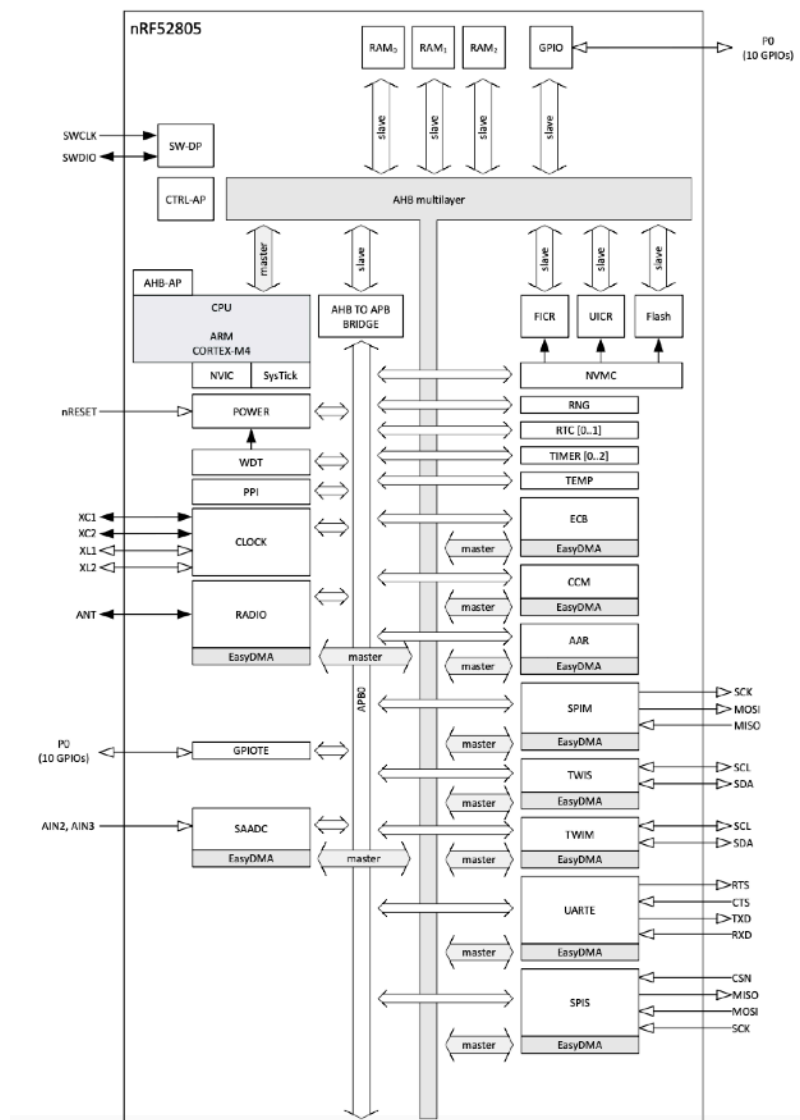 nRF52805
RAM0
RAM1
RAM2
GPIO
P0
(10 GPIOs)
slave
slave
slave
slave
SWCLK
SWDIO
SW-DP
CTRL-AP
AHB multilayer
master
slave
slave
slave
slave
AHB-AP
CPU
ARM
CORTEX-M4
AHB TO APB
BRIDGE
FICR
UICR
Flash
NVIC
SysTick
NVMC
nRESET
POWER
RNG
RTC [0..1]
WDT
TIMER [0..2]
PPI
TEMP
XC1
XC2
XL1
XL2
CLOCK
ECB
master
EasyDMA
CCM
master
EasyDMA
ANT
RADIO
EasyDMA
master
AAR
master
EasyDMA
APB0
SPIM
SCK
MOSI
MISO
master
EasyDMA
P0
(10 GPIOs)
GPIOTE
TWIS
SCL
SDA
master
EasyDMA
AIN2, AIN3
SAADC
EasyDMA
master
TWIM
SCL
SDA
master
EasyDMA
UARTE
RTS
CTS
TXD
RXD
master
EasyDMA
SPIS
CSN
MISO
MOSI
SCK
master
EasyDMA